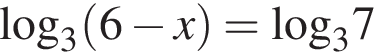 log₃(6 − x) = log₃7